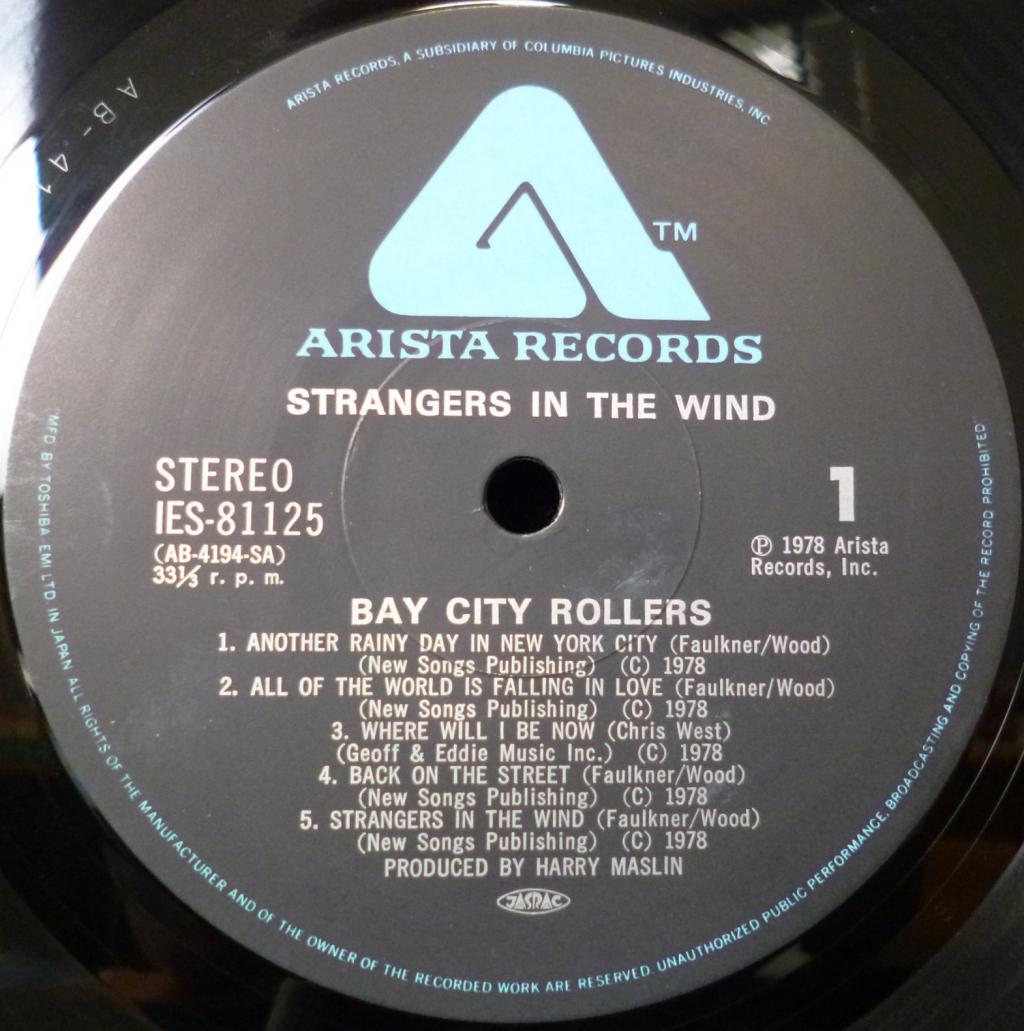 ARISTA RECORDS, A SUBSIDIARY OF COLUMBIA PICTURES INDUSTRIES, INC.
TM
ARISTA RECORDS
STRANGERS IN THE WIND
STEREO
IES-81125
(AB-4194-SA)
33⅓ r. p. m.
1
Ⓟ 1978 Arista
Records, Inc.
BAY CITY ROLLERS
1. ANOTHER RAINY DAY IN NEW YORK CITY (Faulkner/Wood)
(New Songs Publishing) (C) 1978
2. ALL OF THE WORLD IS FALLING IN LOVE (Faulkner/Wood)
(New Songs Publishing) (C) 1978
3. WHERE WILL I BE NOW (Chris West)
(Geoff & Eddie Music Inc.) (C) 1978
4. BACK ON THE STREET (Faulkner/Wood)
(New Songs Publishing) (C) 1978
5. STRANGERS IN THE WIND (Faulkner/Wood)
(New Songs Publishing) (C) 1978
PRODUCED BY HARRY MASLIN
JASRAC
MFD BY TOSHIBA EMI LTD. IN JAPAN ALL RIGHTS OF THE MANUFACTURER AND OF THE OWNER OF THE RECORDED WORK ARE RESERVED. UNAUTHORIZED PUBLIC PERFORMANCE, BROADCASTING AND COPYING OF THE RECORD PROHIBITED